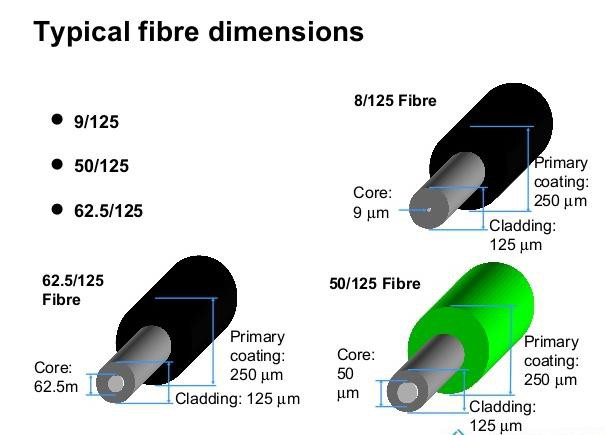 Typical fibre dimensions
● 9/125
● 50/125
● 62.5/125
8/125 Fibre
Core:
9 μm
Primary
coating:
250 μm
Cladding:
125 μm
62.5/125
Fibre
Core:
62.5m
Primary
coating:
250 μm
Cladding: 125 μm
50/125 Fibre
Core:
50
μm
Primary
coating:
250 μm
Cladding:
125 μm